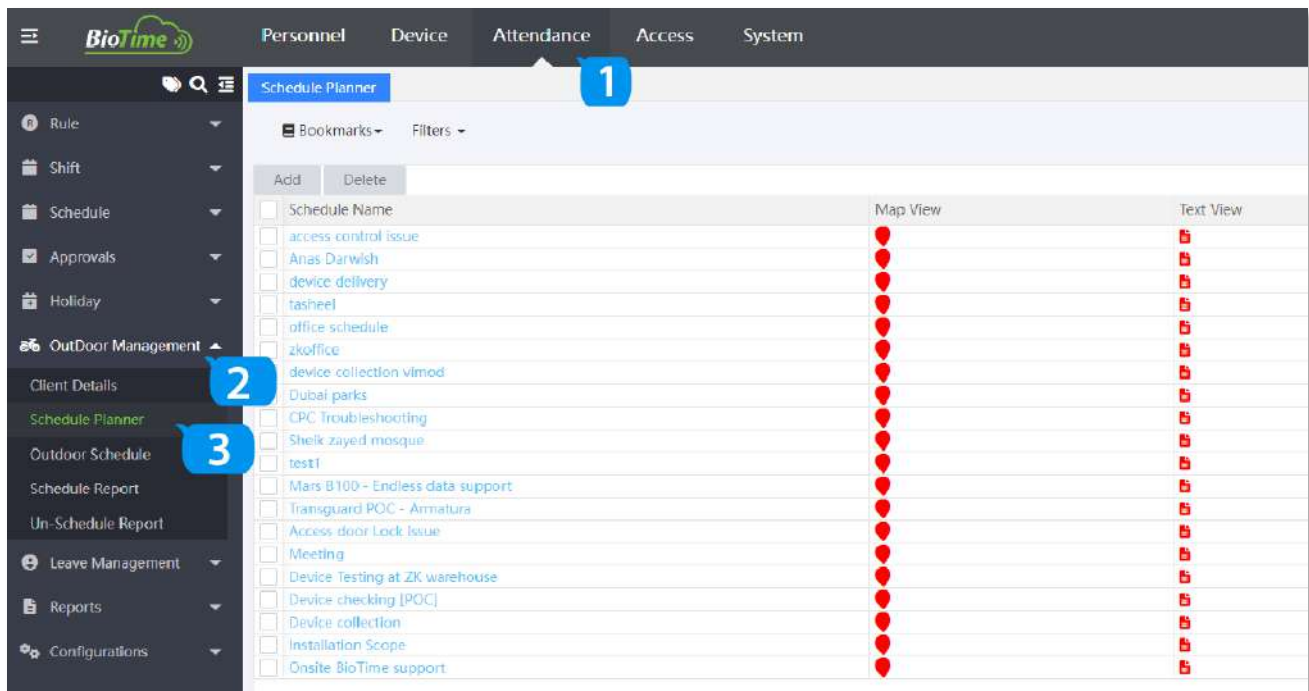 BioTime
Personnel Device Attendance Access System
1
Schedule Planner
Rule
Bookmarks Filters
Shift
Add Delete
Schedule
Schedule Name Map View Text View
access control issue
Approvals
Anas Darwish
device delivery
Holiday
tasheel
office schedule
OutDoor Management
zkoffice
2
device collection vimod
Client Details
Dubai parks
Schedule Planner
CPC Troubleshooting
3
Sheik zayed mosque
Outdoor Schedule
test1
Schedule Report
Mars B100 - Endless data support
Transguard POC - Armatura
Un-Schedule Report
Access door Lock issue
Leave Management
Meeting
Device Testing at ZK warehouse
Reports
Device checking [POC]
Device collection
Configurations
Installation Scope
Onsite BioTime support